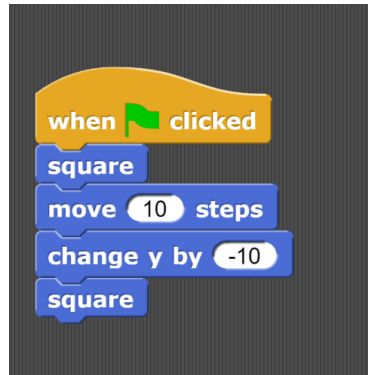 when clicked
square
move 10 steps
change y by -10
square